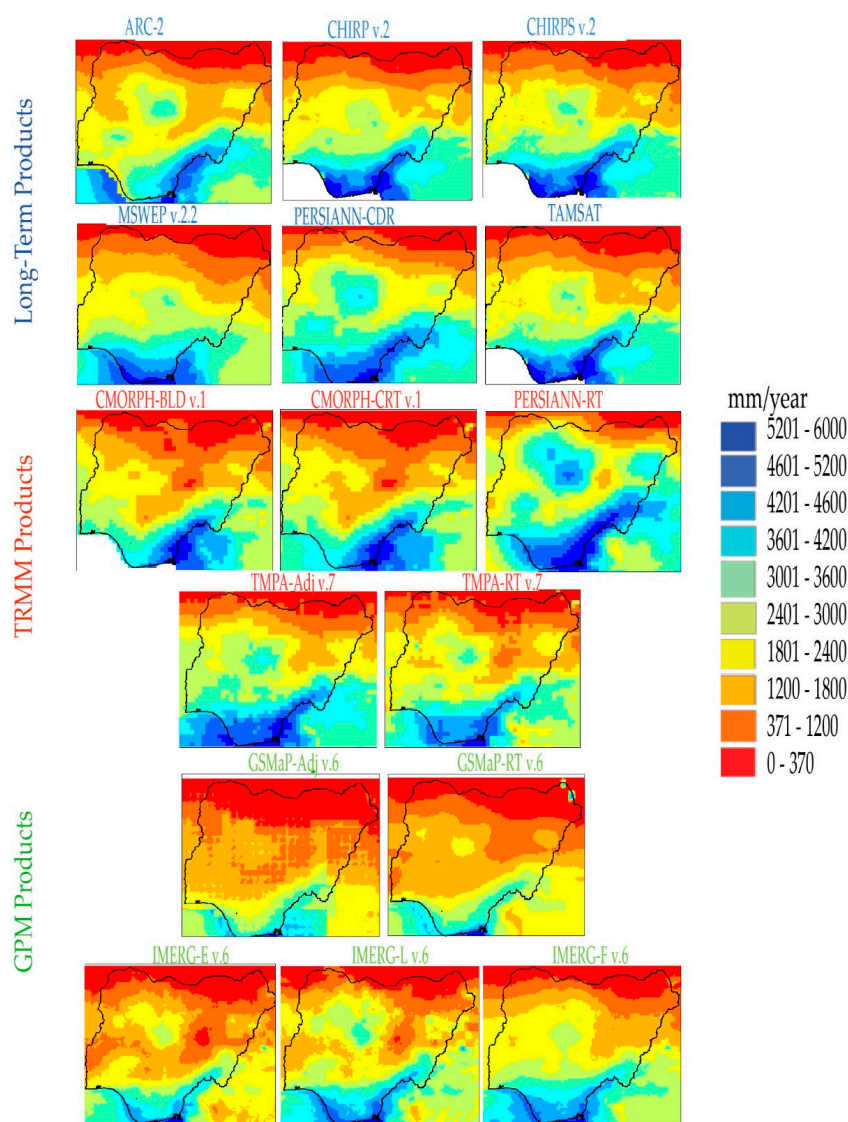 ARC-2
CHIRP v.2
CHIRPS v.2
Long-Term Products
MSWEP v.2.2
PERSIANN-CDR
TAMSAT
CMORPH-BLD v.1
CMORPH-CRT v.1
PERSIANN-RT
TRMM Products
TMPA-Adj v.7
TMPA-RT v.7
GSMaP-Adj v.6
GSMaP-RT v.6
GPM Products
IMERG-E v.6
IMERG-L v.6
IMERG-F v.6
mm/year
5201 - 6000
4601 - 5200
4201 - 4600
3601 - 4200
3001 - 3600
2401 - 3000
1801 - 2400
1200 - 1800
371 - 1200
0 - 370